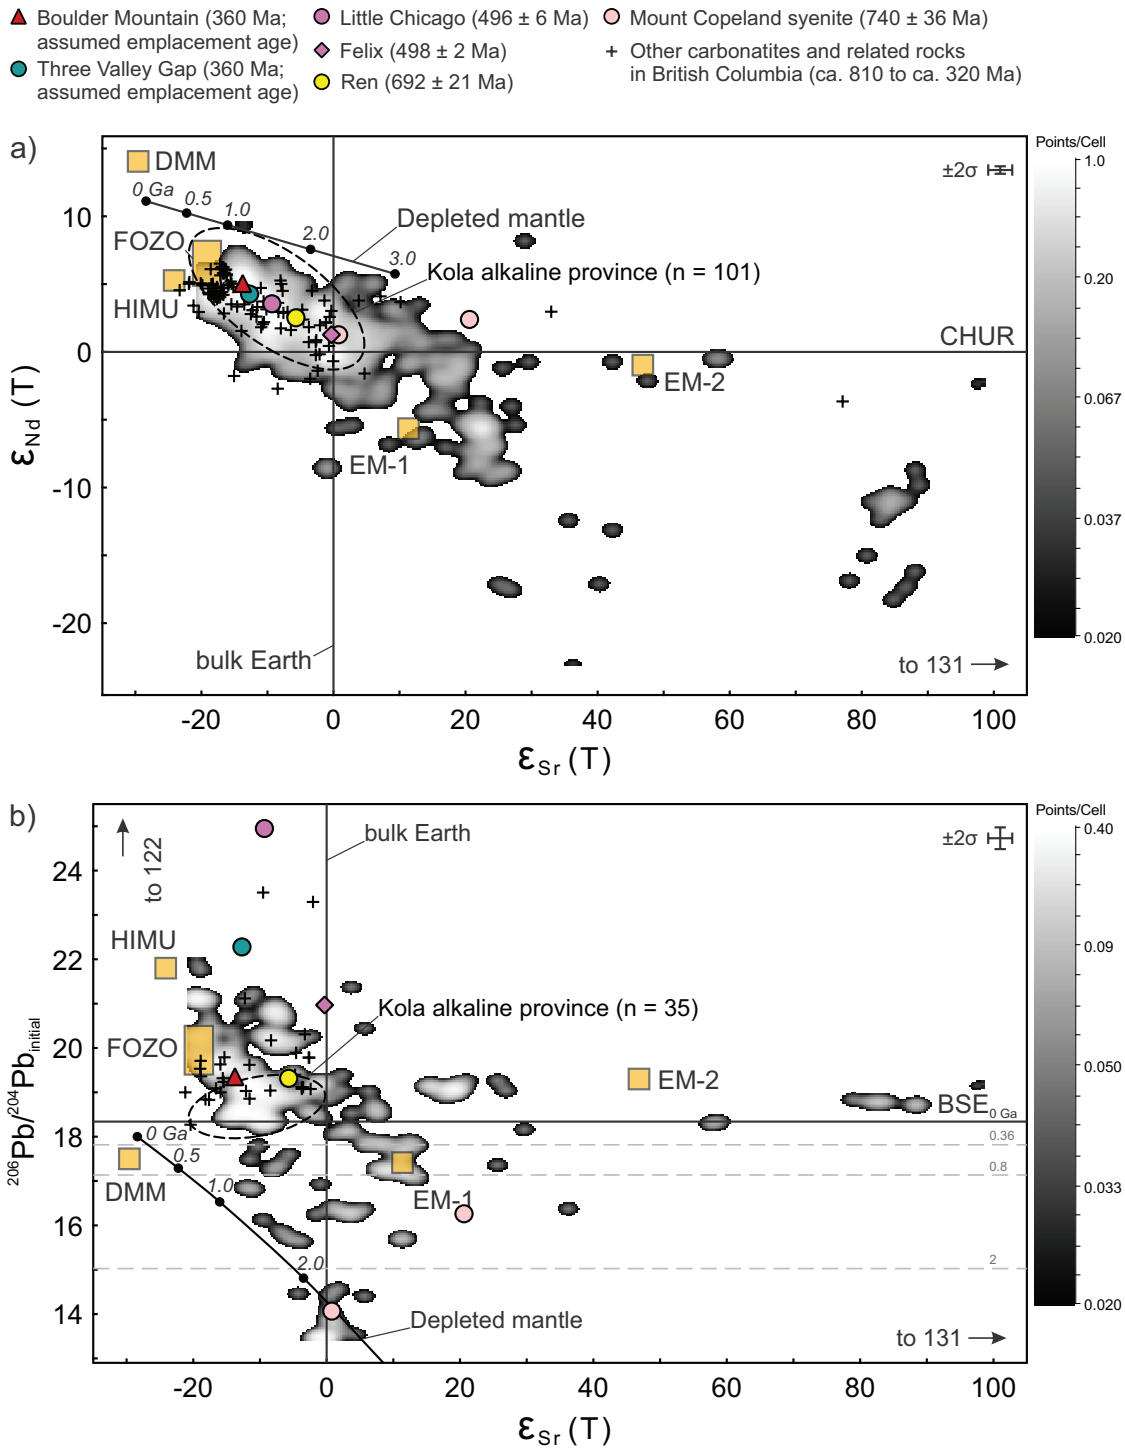 Boulder Mountain (360 Ma;
assumed emplacement age)
Three Valley Gap (360 Ma;
assumed emplacement age)
Little Chicago (496 ± 6 Ma)
Felix (498 ± 2 Ma)
Ren (692 ± 21 Ma)
Mount Copeland syenite (740 ± 36 Ma)
Other carbonatites and related rocks
in British Columbia (ca. 810 to ca. 320 Ma)
a)
DMM
0 Ga
0.5
1.0
2.0
3.0
Depleted mantle
FOZO
HIMU
Kola alkaline province (n = 101)
CHUR
EM-2
EM-1
bulk Earth
to 131
±2σ
10
0
-10
-20
εNd (T)
-20
0
20
40
60
80
100
εSr (T)
Points/Cell
1.0
0.20
0.067
0.037
0.020
b)
to 122
bulk Earth
±2σ
HIMU
FOZO
Kola alkaline province (n = 35)
EM-2
BSE0 Ga
0.36
0.8
2
0 Ga
0.5
1.0
2.0
DMM
EM-1
Depleted mantle
to 131
24
22
20
18
16
14
206Pb/204Pbinitial
-20
0
20
40
60
80
100
εSr (T)
Points/Cell
0.40
0.09
0.050
0.033
0.020